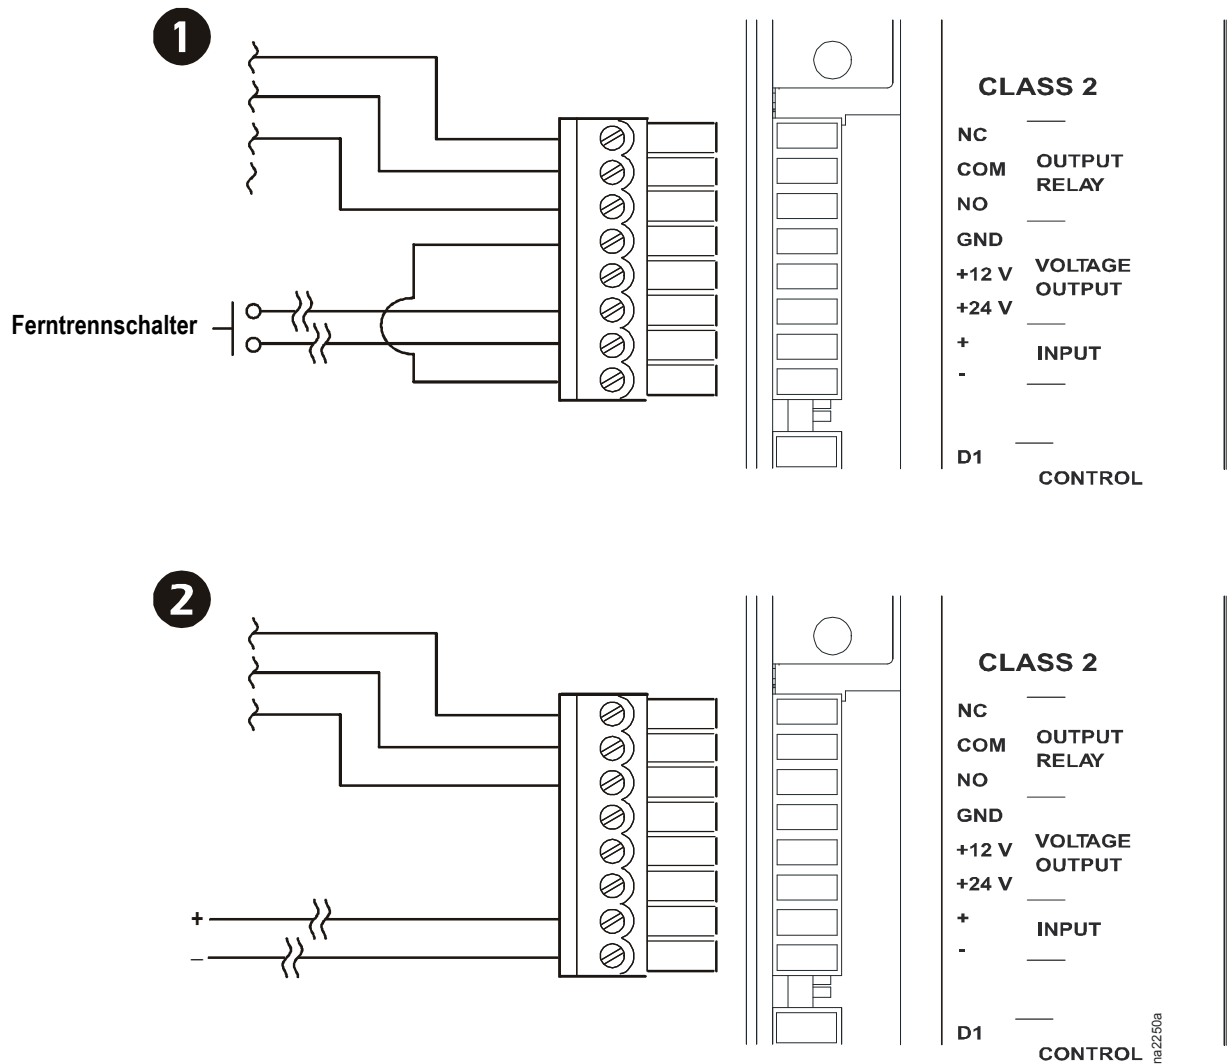 1
CLASS 2
NC
COM
OUTPUT
RELAY
NO
GND
+12 V
VOLTAGE
OUTPUT
+24 V
+
INPUT
-
D1
CONTROL
Ferntrennschalter
2
CLASS 2
NC
COM
OUTPUT
RELAY
NO
GND
+12 V
VOLTAGE
OUTPUT
+24 V
+
INPUT
-
D1
CONTROL
+
–
na2250a